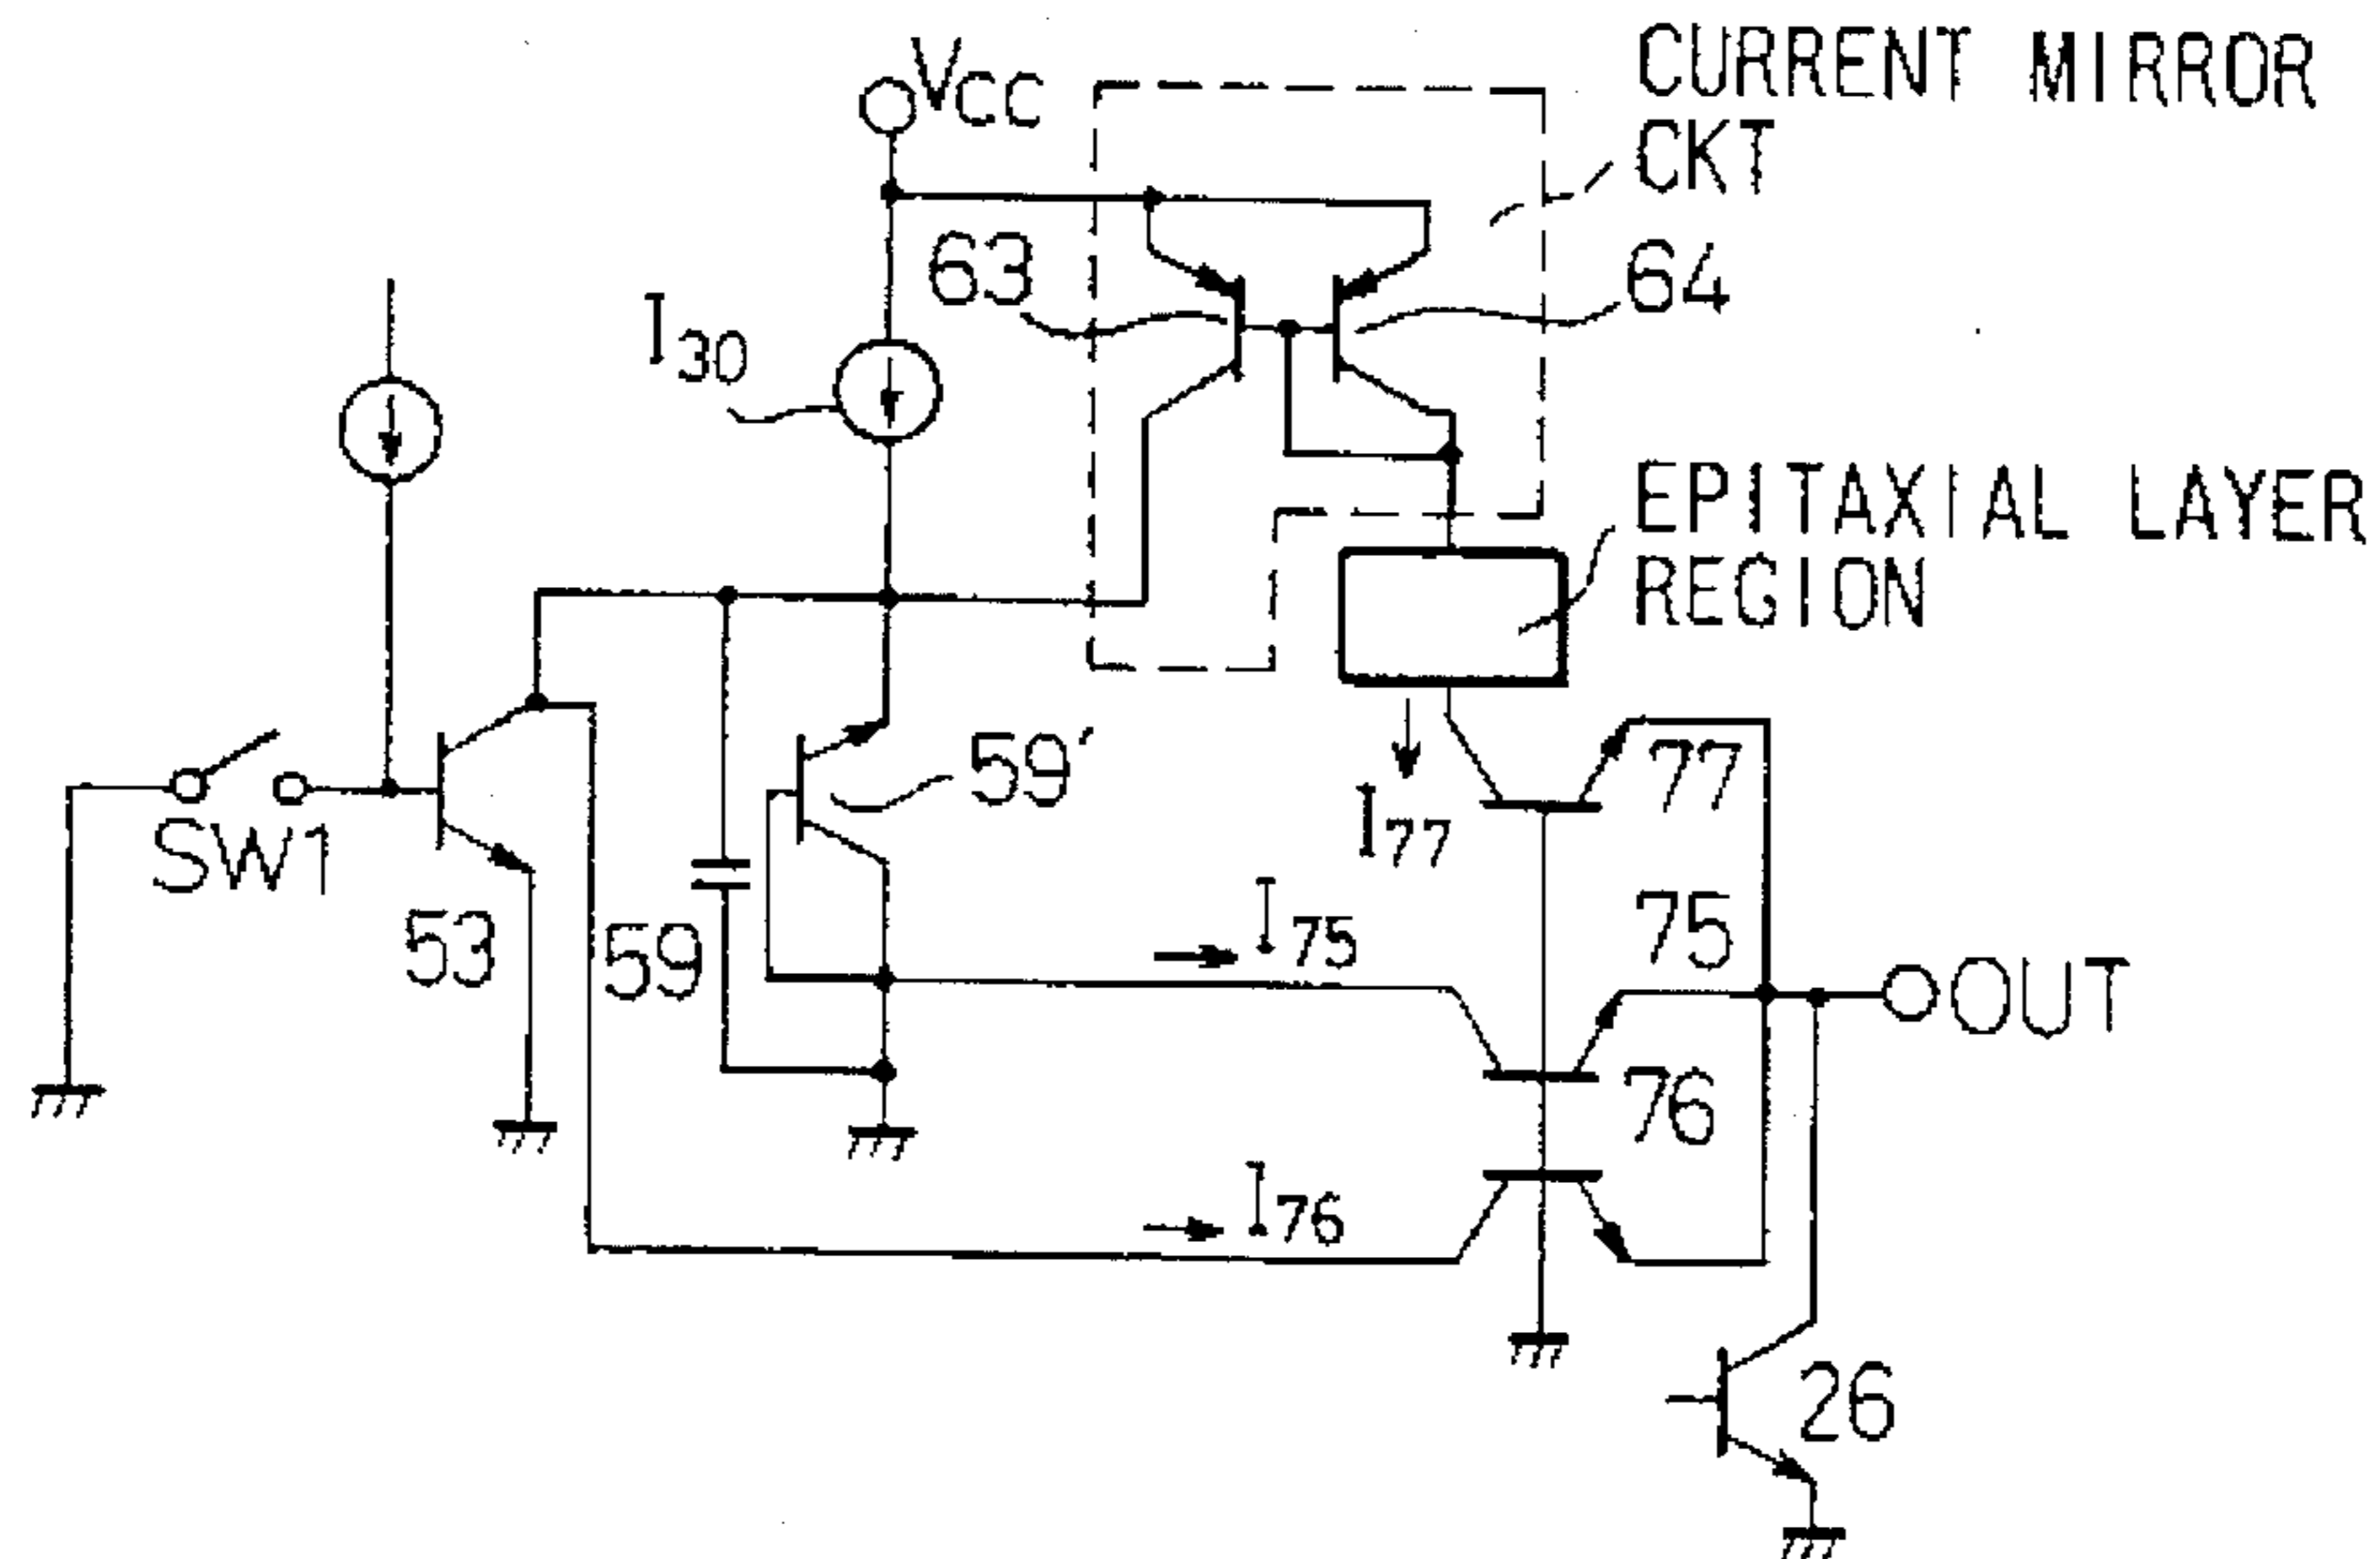 VCC
CURRENT MIRROR
CKT
63
64
I30
EPITAXIAL LAYER
REGION
59'
77
SW1
I77
53
59
I75
75
OUT
76
I76
26